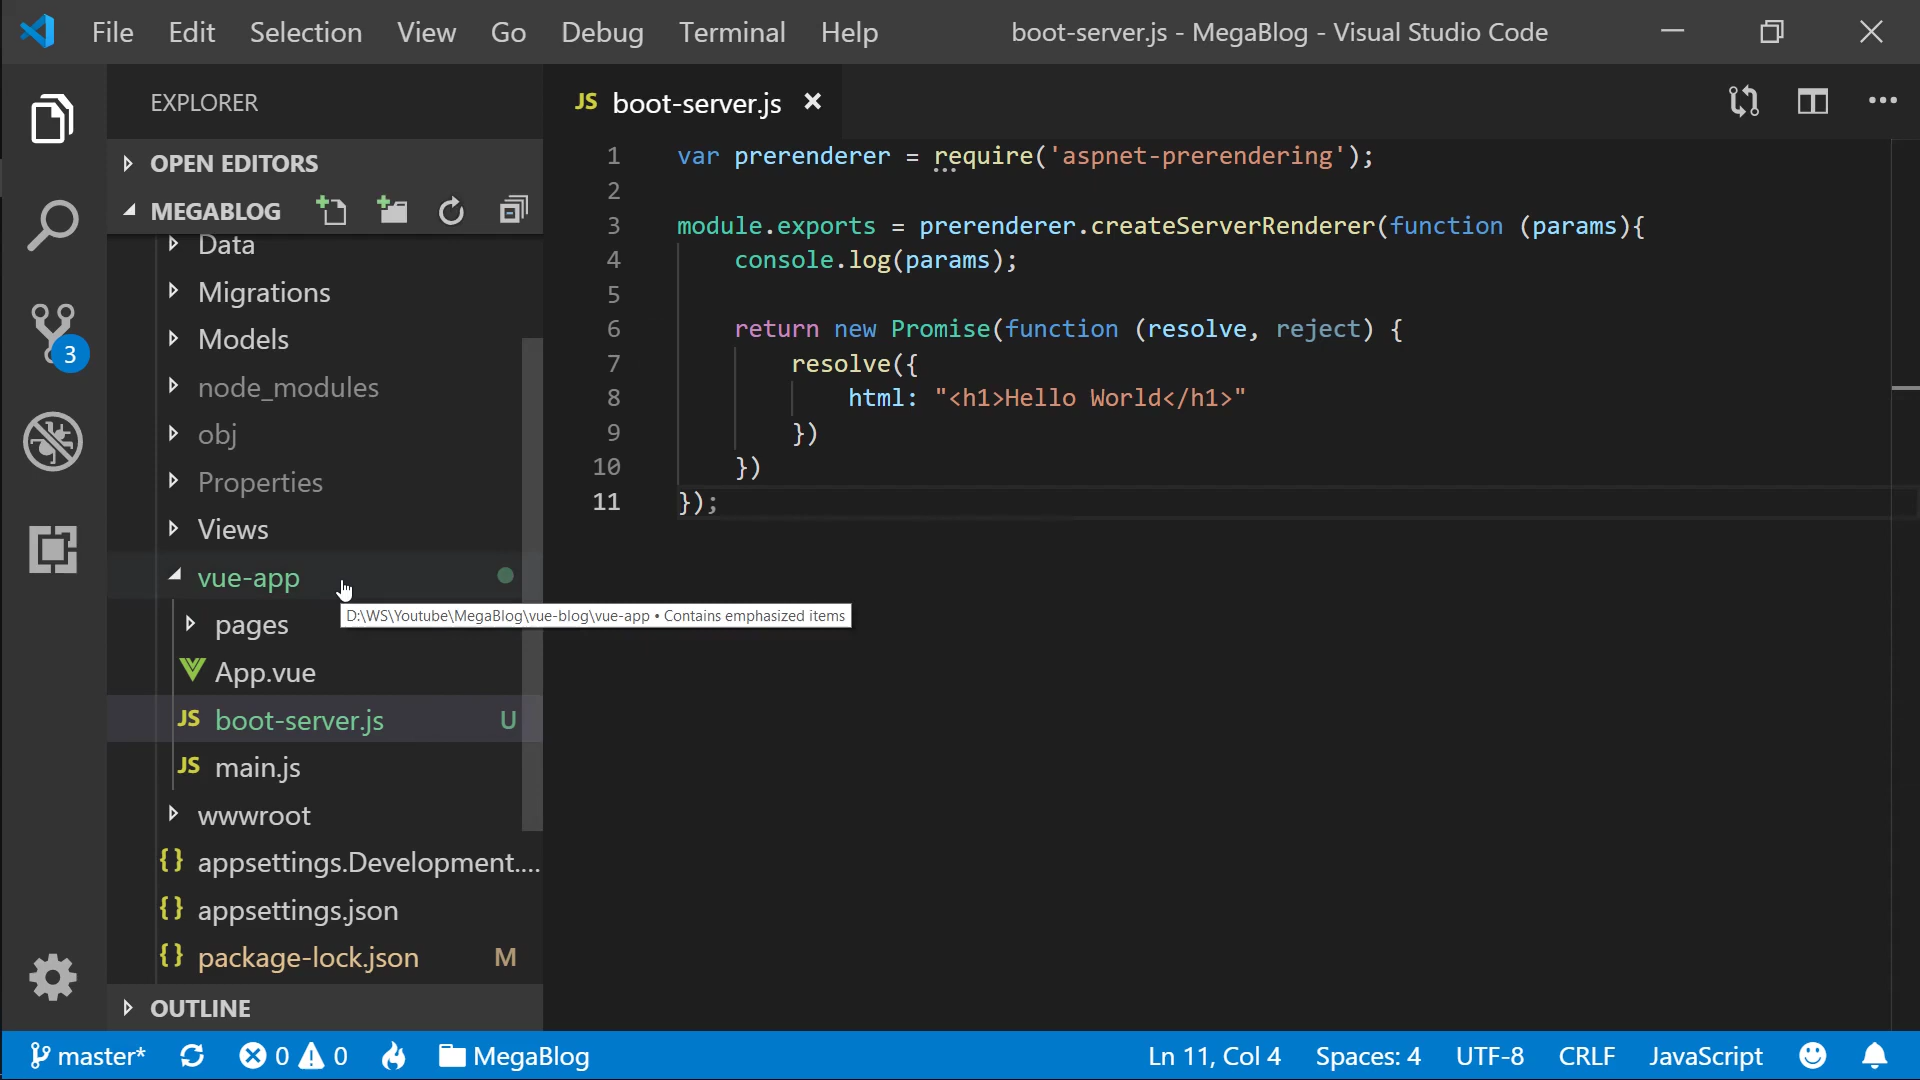 File Edit Selection View Go Debug Terminal Help boot-server.js - MegaBlog - Visual Studio Code
EXPLORER
JS boot-server.js
OPEN EDITORS
MEGABLOG
Data
Migrations
Models
node_modules
obj
Properties
Views
vue-app
D:\WS\Youtube\MegaBlog\vue-blog\vue-app • Contains emphasized items
pages
App.vue
JS boot-server.js U
JS main.js
wwwroot
{} appsettings.Development....
{} appsettings.json
{} package-lock.json M
OUTLINE
1 var prerenderer = require('aspnet-prerendering');
2
3 module.exports = prerenderer.createServerRenderer(function (params){
4 console.log(params);
5
6 return new Promise(function (resolve, reject) {
7 resolve({
8 html: "<h1>Hello World</h1>"
9 })
10 })
11 });
3
master* 0 0 MegaBlog Ln 11, Col 4 Spaces: 4 UTF-8 CRLF JavaScript